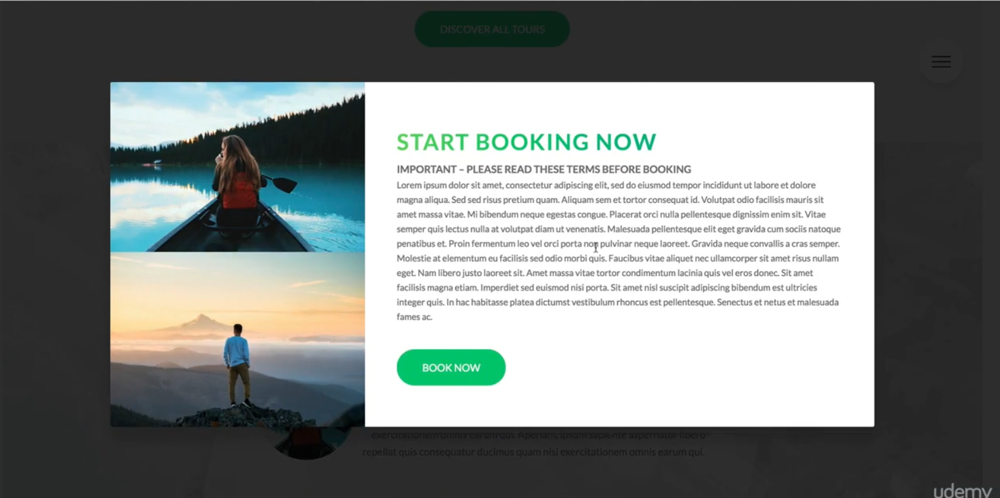 DISCOVER ALL TOURS
START BOOKING NOW
IMPORTANT – PLEASE READ THESE TERMS BEFORE BOOKING
Lorem ipsum dolor sit amet, consectetur adipiscing elit, sed do eiusmod tempor incididunt ut labore et dolore
magna aliqua. Sed sed risus pretium quam. Aliquam sem et tortor consequat id. Volutpat odio facilisis mauris sit
amet massa vitae. Mi bibendum neque egestas congue. Placerat orci nulla pellentesque dignissim enim sit. Vitae
semper quis lectus nulla at volutpat diam ut venenatis. Malesuada pellentesque elit eget gravida cum sociis natoque
penatibus et. Proin fermentum leo vel orci porta non pulvinar neque laoreet. Gravida neque convallis a cras semper.
Molestie at elementum eu facilisis sed odio morbi quis. Faucibus vitae aliquet nec ullamcorper sit amet risus nullam
eget. Nam libero justo laoreet sit. Amet massa vitae tortor condimentum lacinia quis vel eros donec. Sit amet
facilisis magna etiam. Imperdiet sed euismod nisi porta. Sit amet nisl suscipit adipiscing bibendum est ultricies
integer quis. In hac habitasse platea dictumst vestibulum rhoncus est pellentesque. Senectus et netus et malesuada
fames ac.
BOOK NOW
exercitationem omnis earum qui. Aperiam, ipsum sapiente aspernatur libero
repellat quis consequatur ducimus quam nisi exercitationem omnis earum qui.
udemy